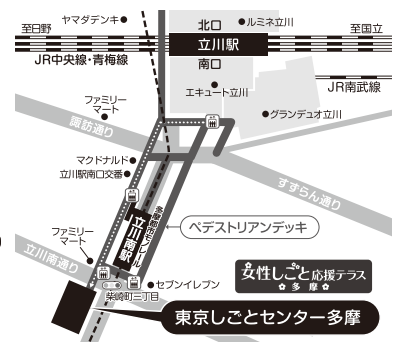 ヤマダデンキ
北口
ルミネ立川
至日野
立川駅
至国立
JR中央線・青梅線
南口
エキュート立川
JR南武線
ファミリー
マート
グランデュオ立川
諏訪通り
マクドナルド
立川駅南口交番
すずらん通り
多摩都市モノレール
立川南駅
ペデストリアンデッキ
ファミリー
マート
立川南通り
セブンイレブン
柴崎町三丁目
女性しごと応援テラス
多摩
東京しごとセンター多摩